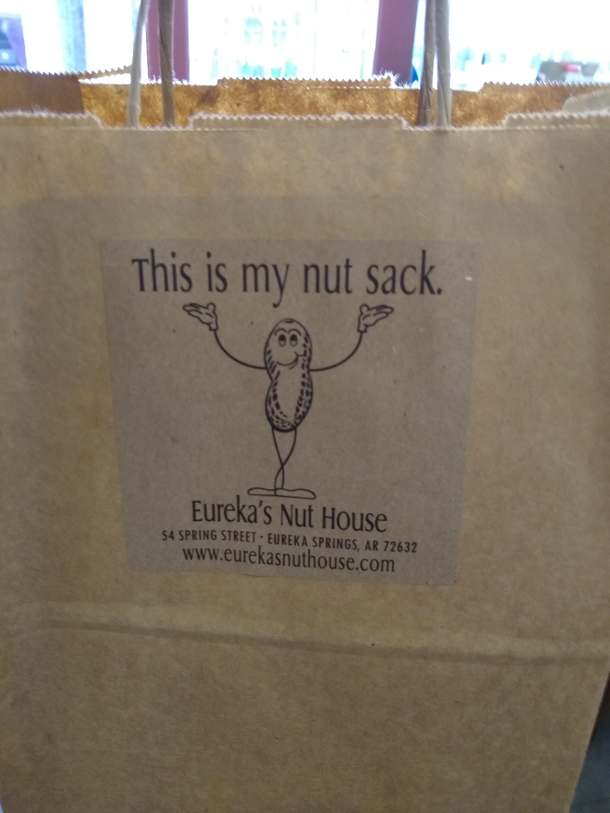 This is my nut sack.
Eureka's Nut House
54 SPRING STREET · EUREKA SPRINGS, AR 72632
www.eurekasnuthouse.com